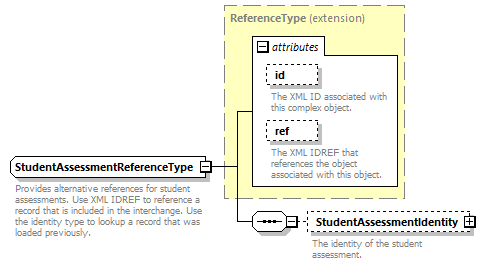 ReferenceType (extension)
attributes
id
The XML ID associated with
this complex object.
ref
The XML IDREF that
references the object
associated with this object.
StudentAssessmentReferenceType
Provides alternative references for student
assessments. Use XML IDREF to reference a
record that is included in the interchange. Use
the identity type to lookup a record that was
loaded previously.
StudentAssessmentIdentity
The identity of the student
assessment.